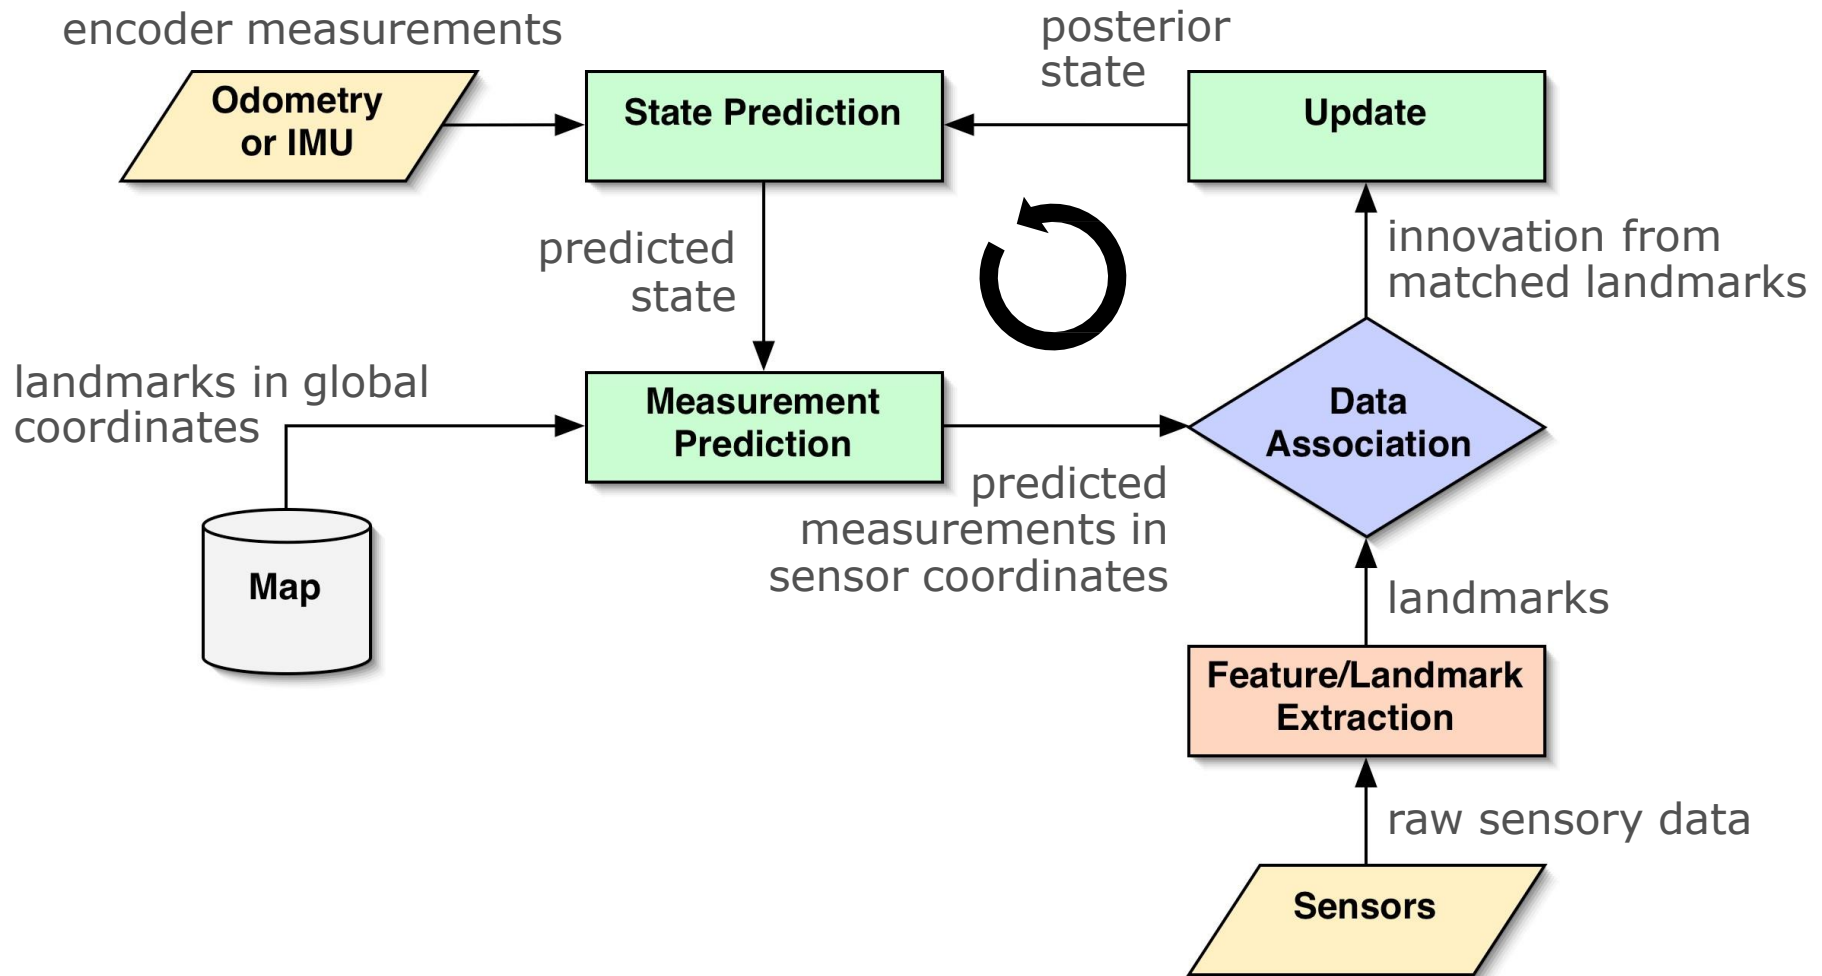 encoder measurements
Odometry
or IMU
State Prediction
posterior
state
Update
predicted
state
innovation from
matched landmarks
landmarks in global
coordinates
Measurement
Prediction
Data
Association
predicted
measurements in
sensor coordinates
Map
landmarks
Feature/Landmark
Extraction
raw sensory data
Sensors